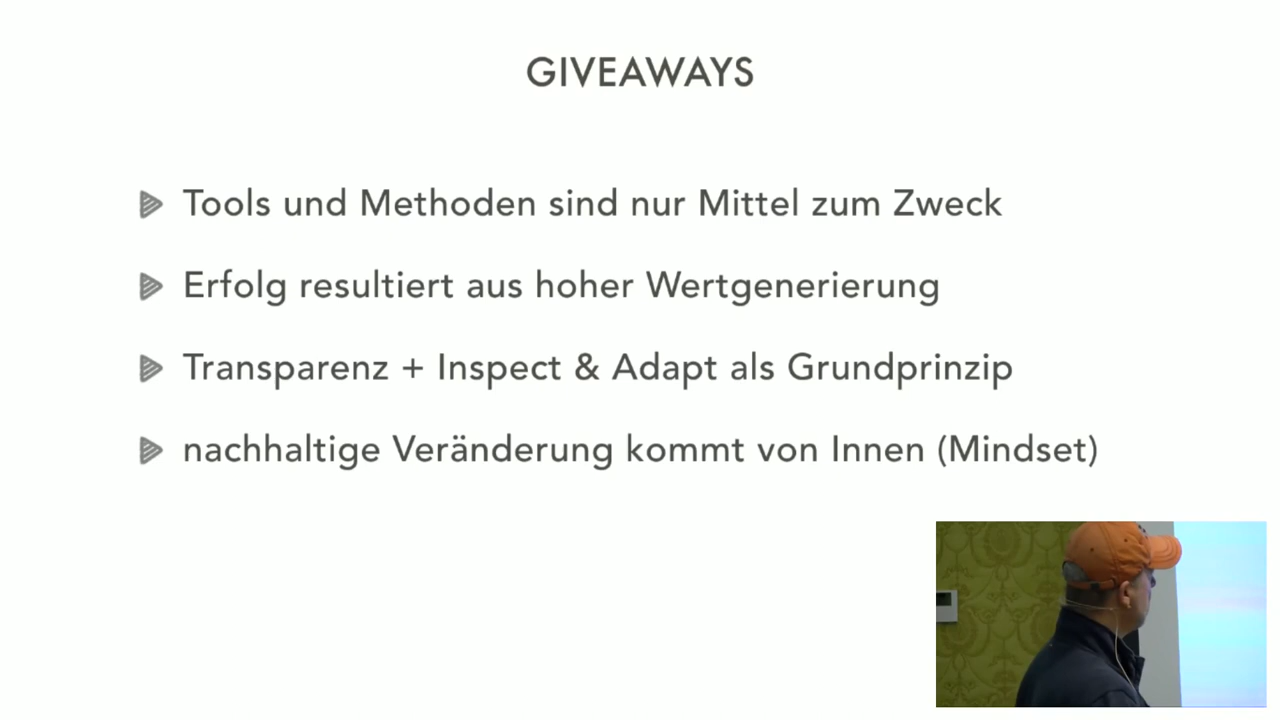 GIVEAWAYS
Tools und Methoden sind nur Mittel zum Zweck
Erfolg resultiert aus hoher Wertgenerierung
Transparenz + Inspect & Adapt als Grundprinzip
nachhaltige Veränderung kommt von Innen (Mindset)